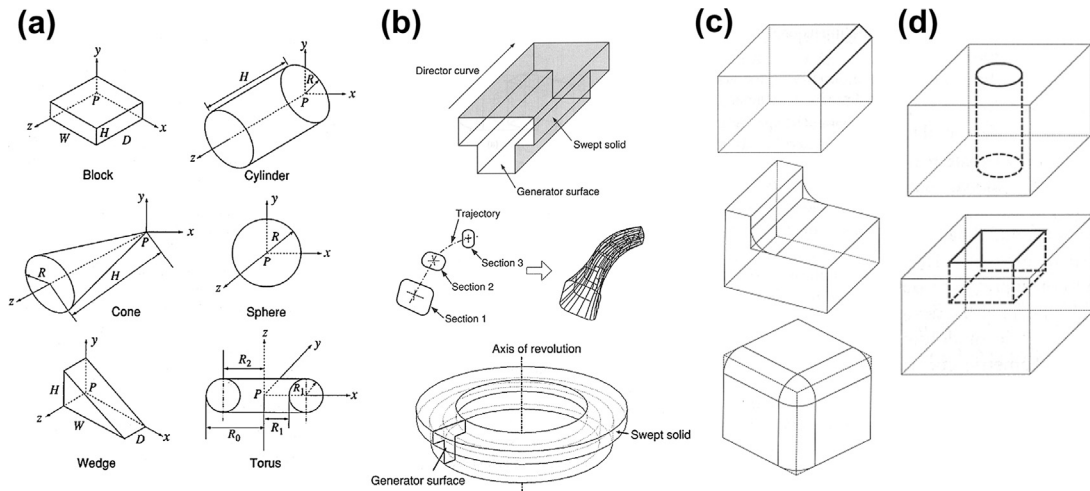 (a)
y
P
z
x
W
H
D
Block
y
H
R
P
x
z
Cylinder
y
x
P
R
H
z
Cone
y
R
P
x
z
Sphere
y
H
P
z
W
D
x
Wedge
z
y
R2
P
R1
x
R0
R1
Torus
(b)
Director curve
Swept solid
Generator surface
Trajectory
Section 3
Section 2
Section 1
Axis of revolution
Swept solid
Generator surface
(c)
(d)